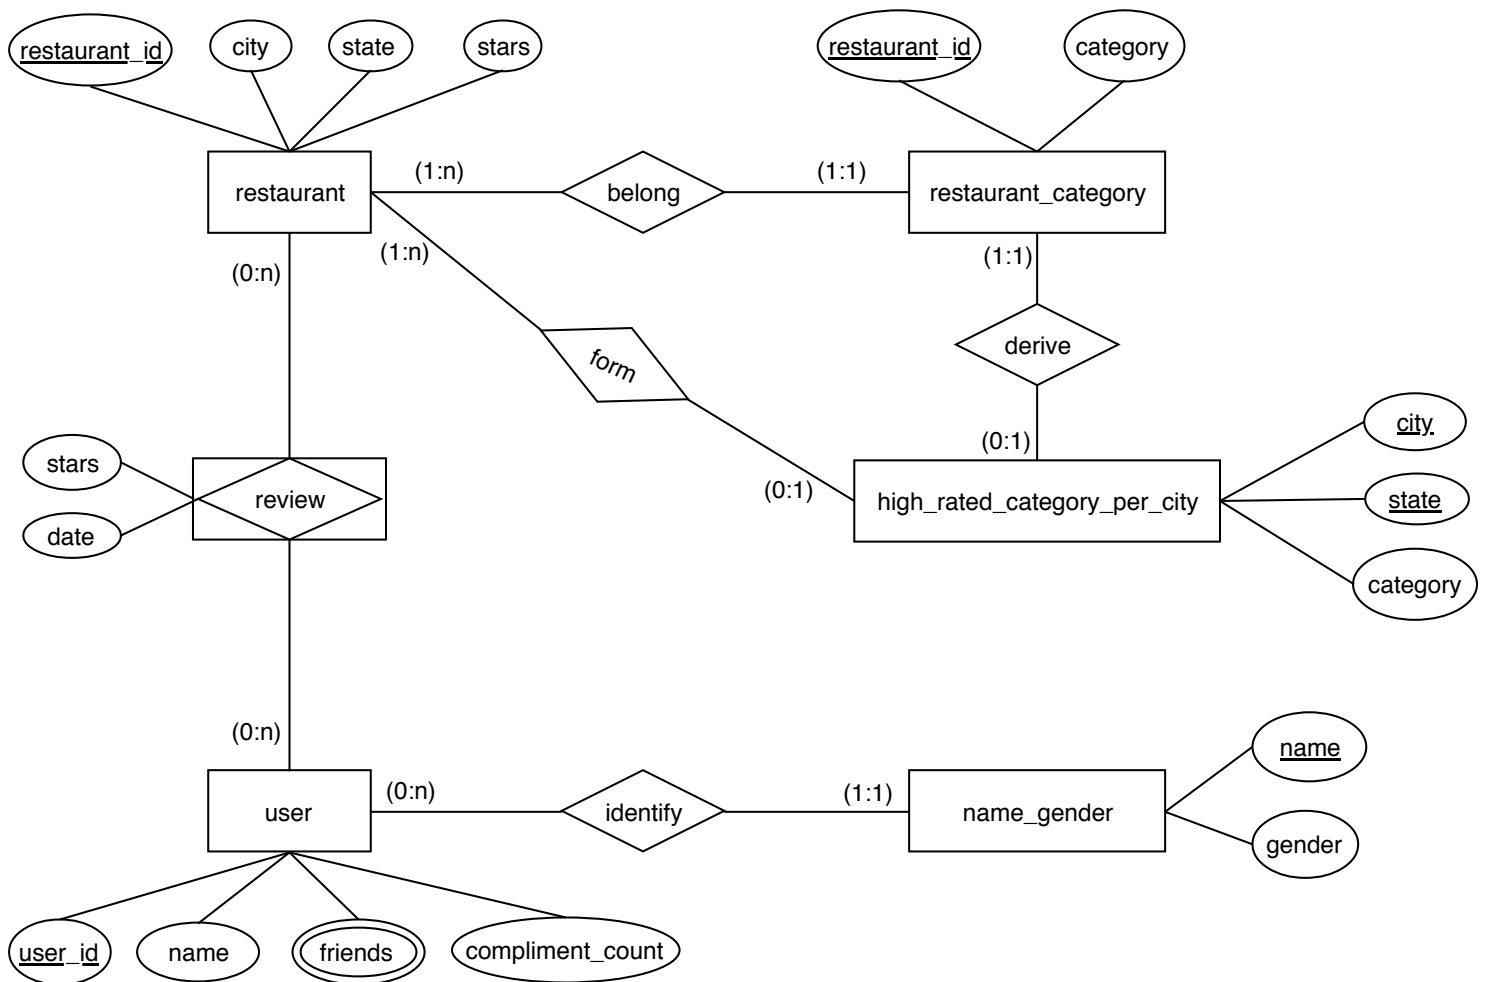 restaurant_id
city
state
stars
restaurant_id
category
restaurant
(1:n)
belong
(1:1)
restaurant_category
(0:n)
(1:n)
(1:1)
form
derive
(0:1)
city
stars
review
date
(0:1)
high_rated_category_per_city
state
category
(0:n)
user
(0:n)
identify
(1:1)
name_gender
name
gender
user_id
name
friends
compliment_count